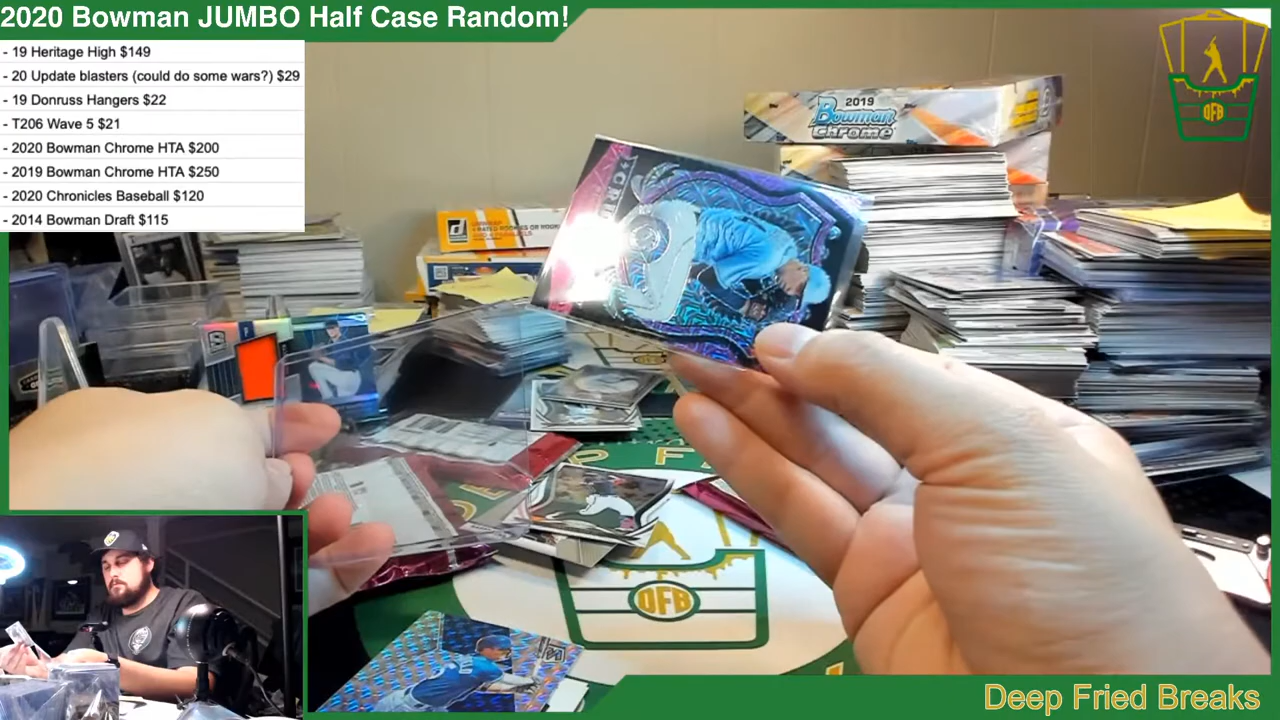 2020 Bowman JUMBO Half Case Random!
- 19 Heritage High $149
- 20 Update blasters (could do some wars?) $29
- 19 Donruss Hangers $22
- T206 Wave 5 $21
- 2020 Bowman Chrome HTA $200
- 2019 Bowman Chrome HTA $250
- 2020 Chronicles Baseball $120
- 2014 Bowman Draft $115
DFB
2019
Bowman
Chrome
DFB
Deep Fried Breaks